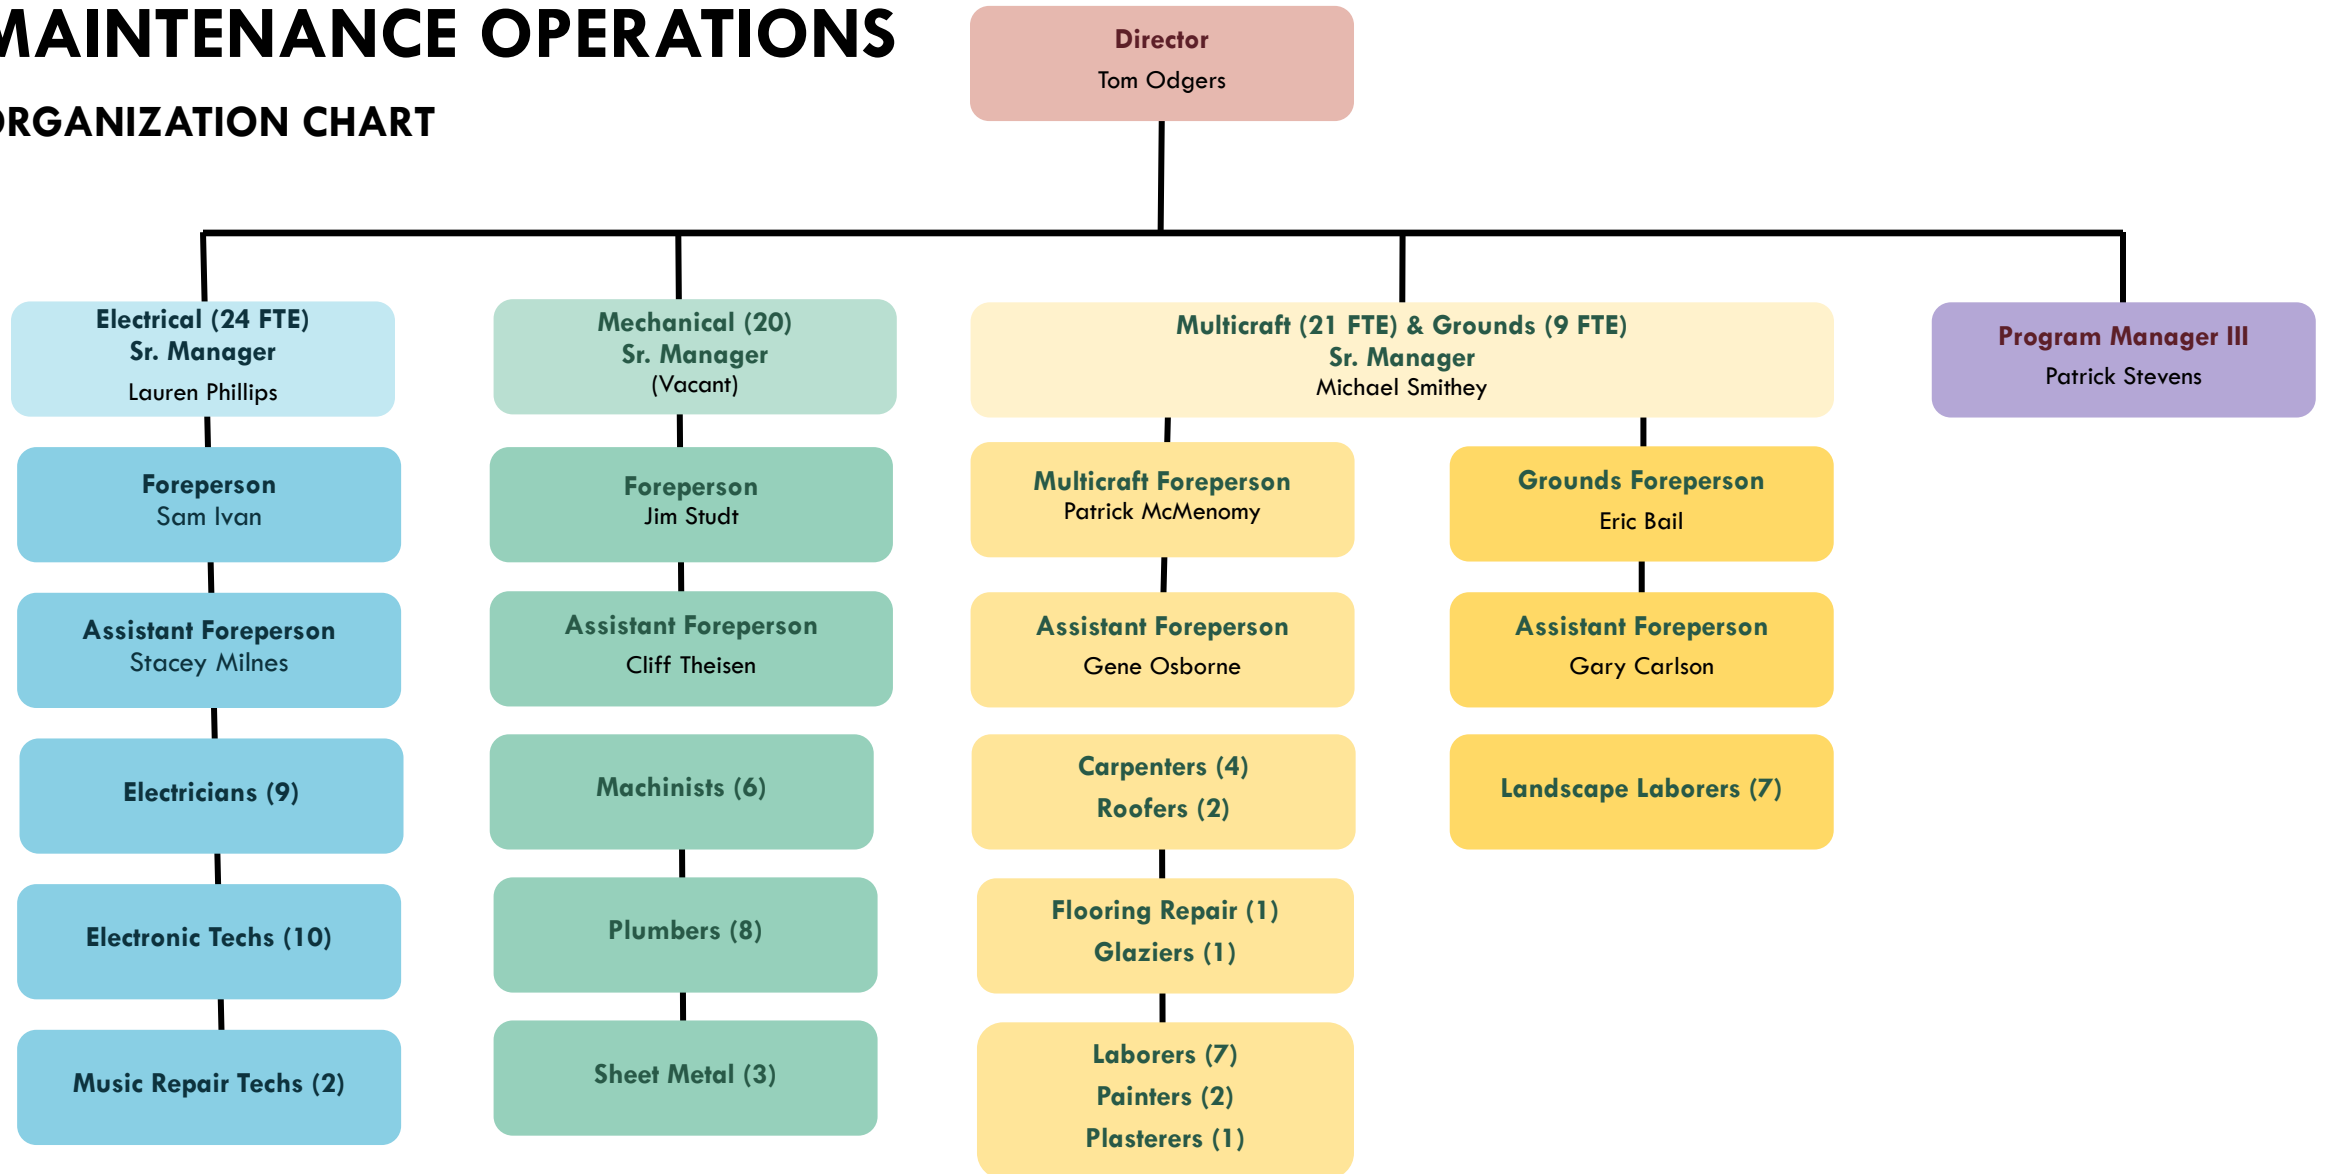 MAINTENANCE OPERATIONS
ORGANIZATION CHART
Director
Tom Odgers
Electrical (24 FTE)
Sr. Manager
Lauren Phillips
Foreperson
Sam Ivan
Assistant Foreperson
Stacey Milnes
Electricians (9)
Electronic Techs (10)
Music Repair Techs (2)
Mechanical (20)
Sr. Manager
(Vacant)
Foreperson
Jim Studt
Assistant Foreperson
Cliff Theisen
Machinists (6)
Plumbers (8)
Sheet Metal (3)
Multicraft (21 FTE) & Grounds (9 FTE)
Sr. Manager
Michael Smithey
Multicraft Foreperson
Patrick McMenomy
Assistant Foreperson
Gene Osborne
Carpenters (4)
Roofers (2)
Flooring Repair (1)
Glaziers (1)
Laborers (7)
Painters (2)
Plasterers (1)
Grounds Foreperson
Eric Bail
Assistant Foreperson
Gary Carlson
Landscape Laborers (7)
Program Manager III
Patrick Stevens